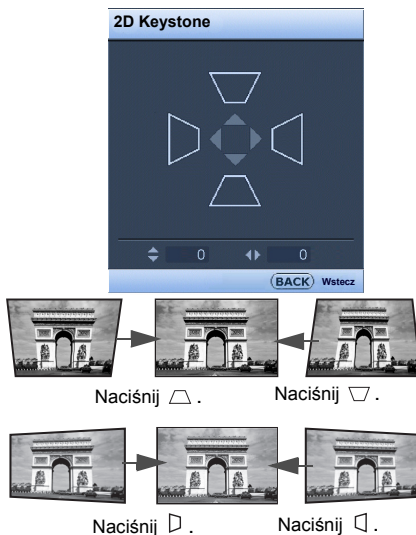 2D Keystone
0 0
BACK Wstecz
Naciśnij . Naciśnij .
Naciśnij . Naciśnij .